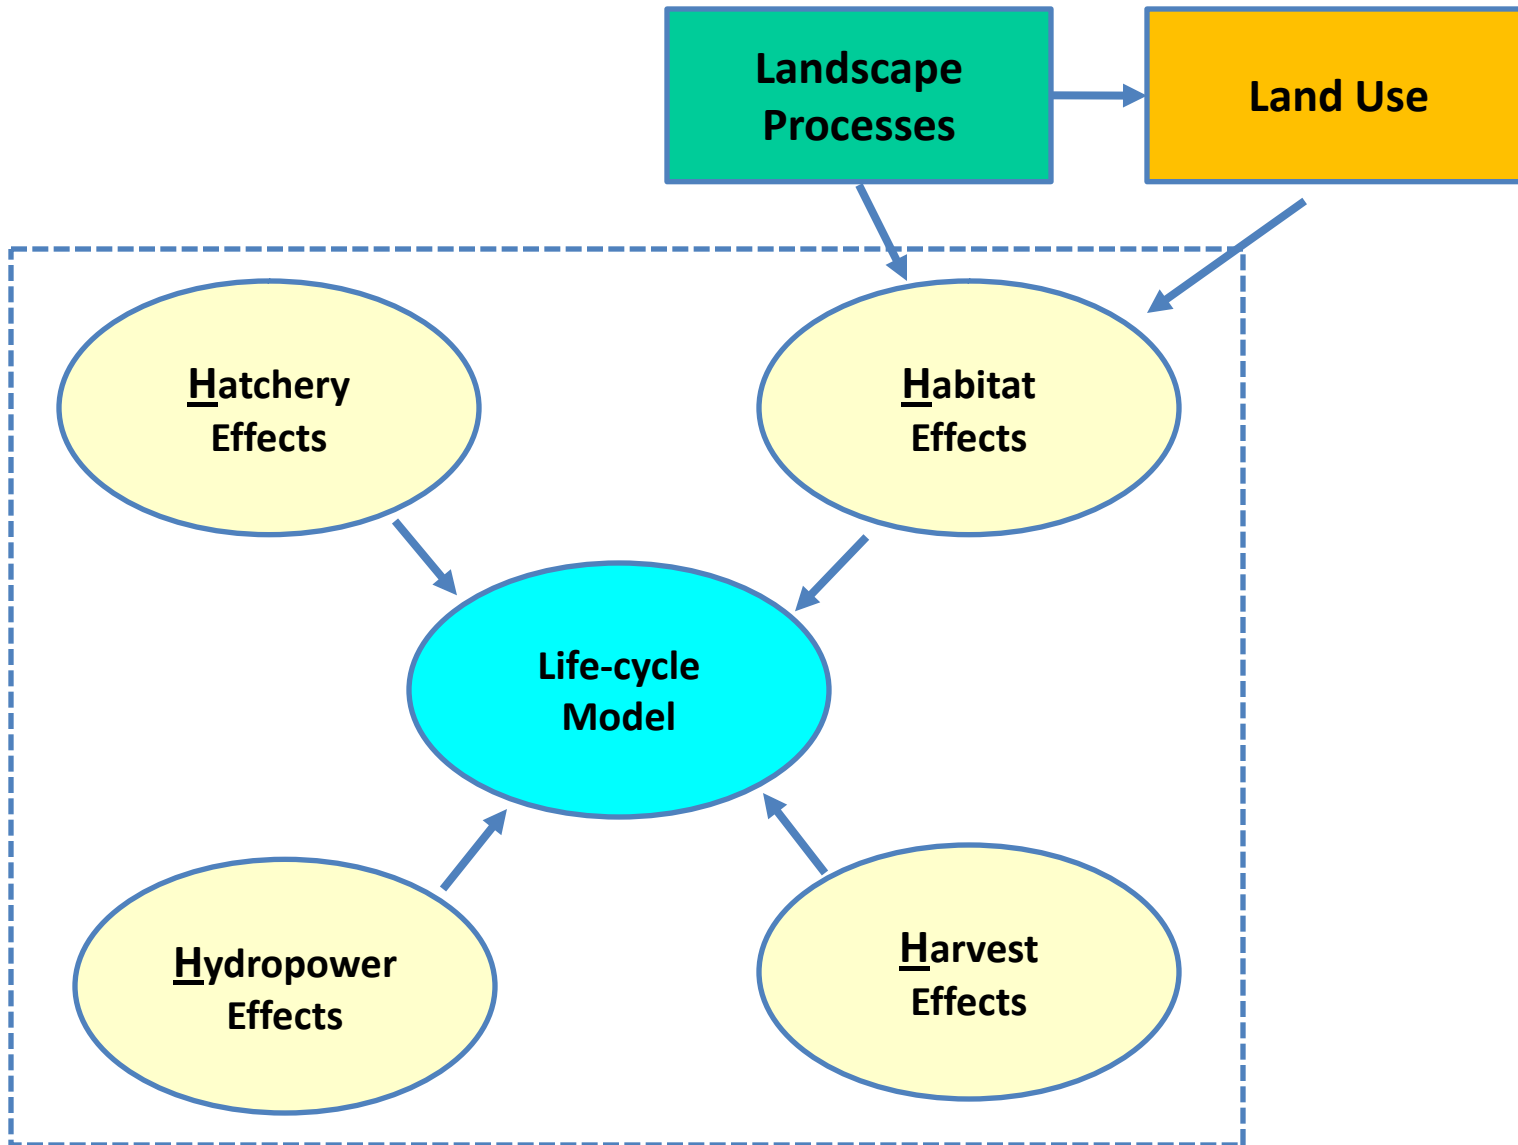 Landscape
Processes
Land Use
Hatchery
Effects
Habitat
Effects
Life-cycle
Model
Hydropower
Effects
Harvest
Effects